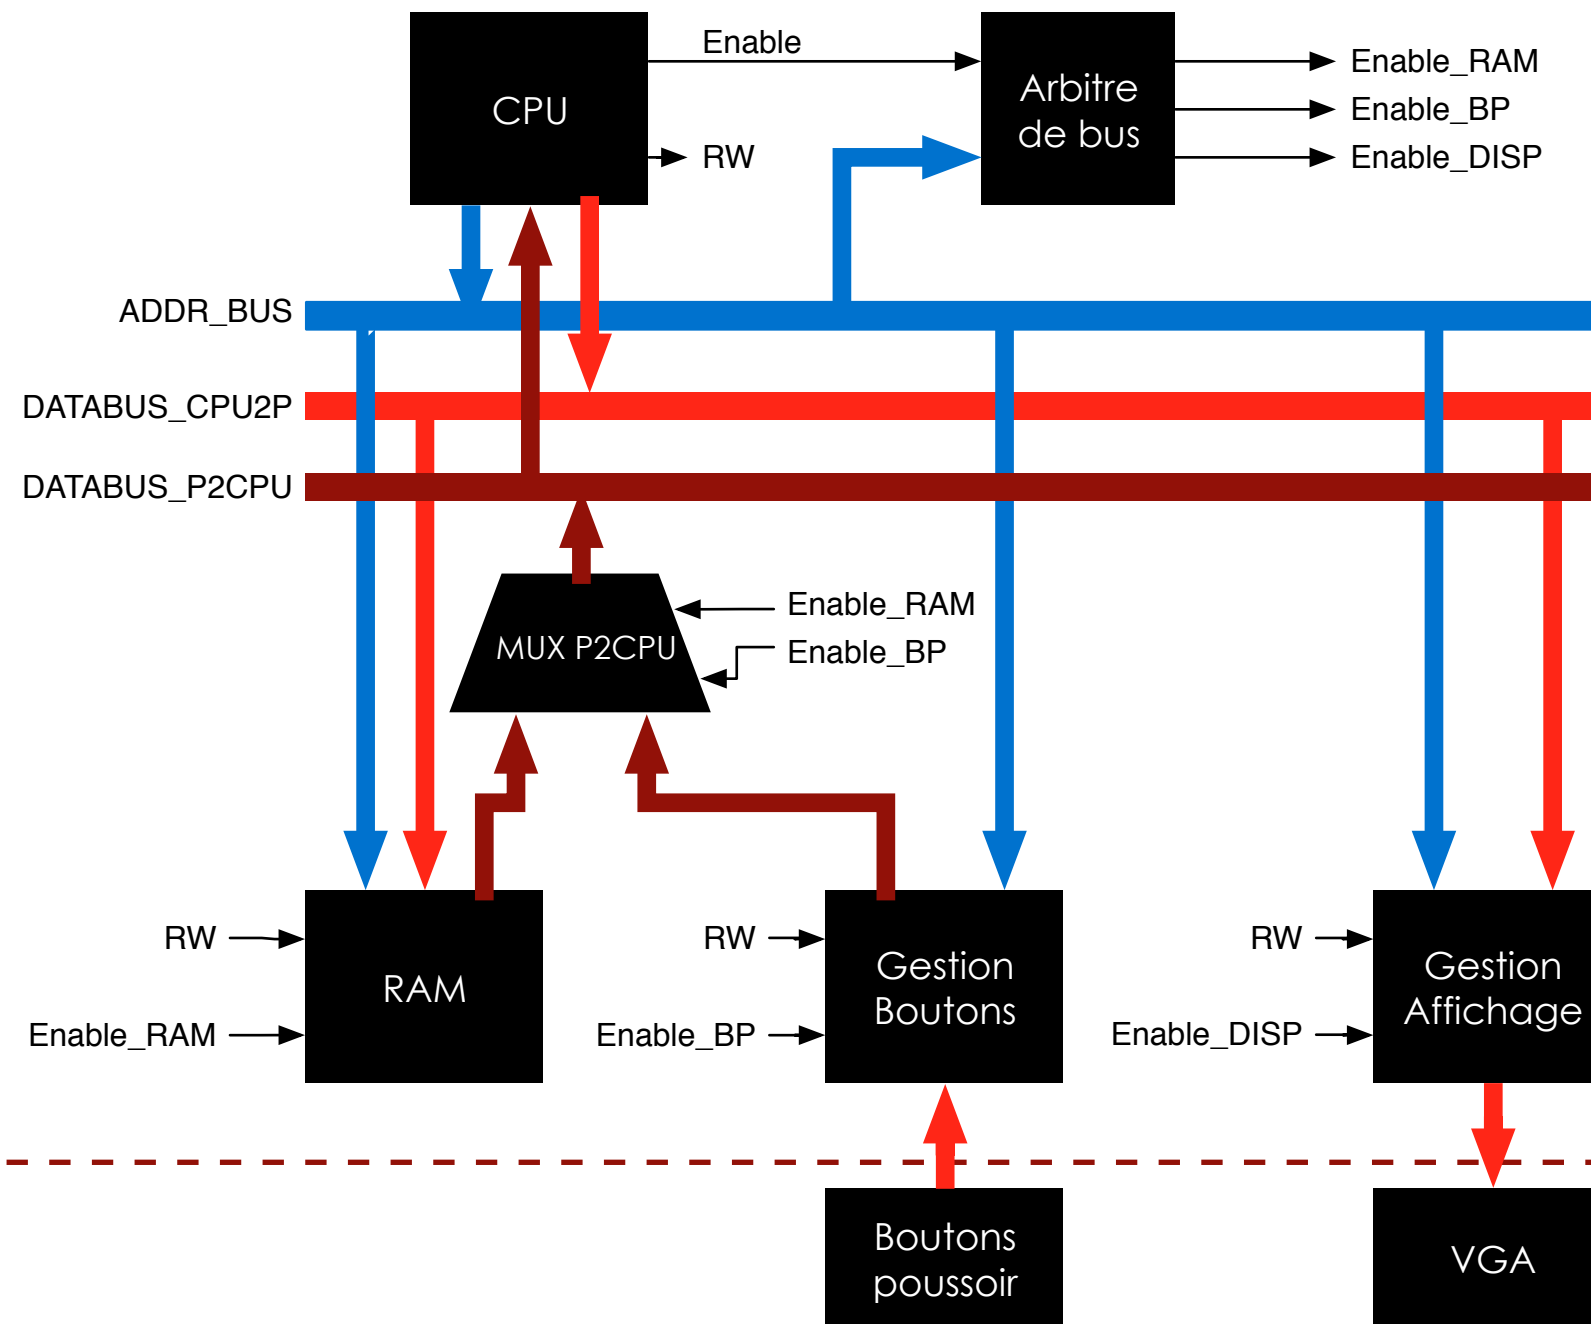 Enable
CPU
RW
Arbitre
de bus
Enable_RAM
Enable_BP
Enable_DISP
ADDR_BUS
DATABUS_CPU2P
DATABUS_P2CPU
MUX P2CPU
Enable_RAM
Enable_BP
RW
Enable_RAM
RAM
RW
Enable_BP
Gestion
Boutons
RW
Enable_DISP
Gestion
Affichage
Boutons
poussoir
VGA